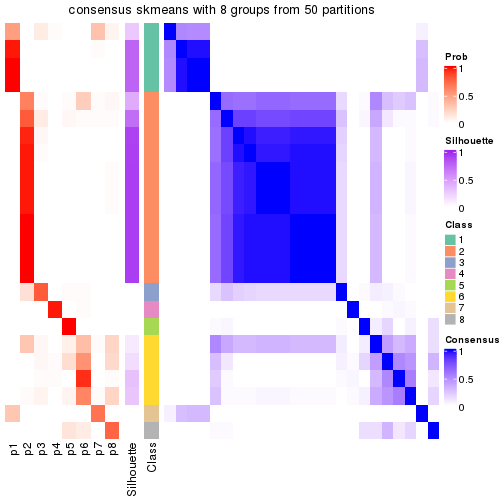 consensus skmeans with 8 groups from 50 partitions
Prob
1
0.5
0
Silhouette
1
0.5
0
Class
1
2
3
4
5
6
7
8
Consensus
1
0.5
0
p1
p2
p3
p4
p5
p6
p7
p8
Silhouette
Class